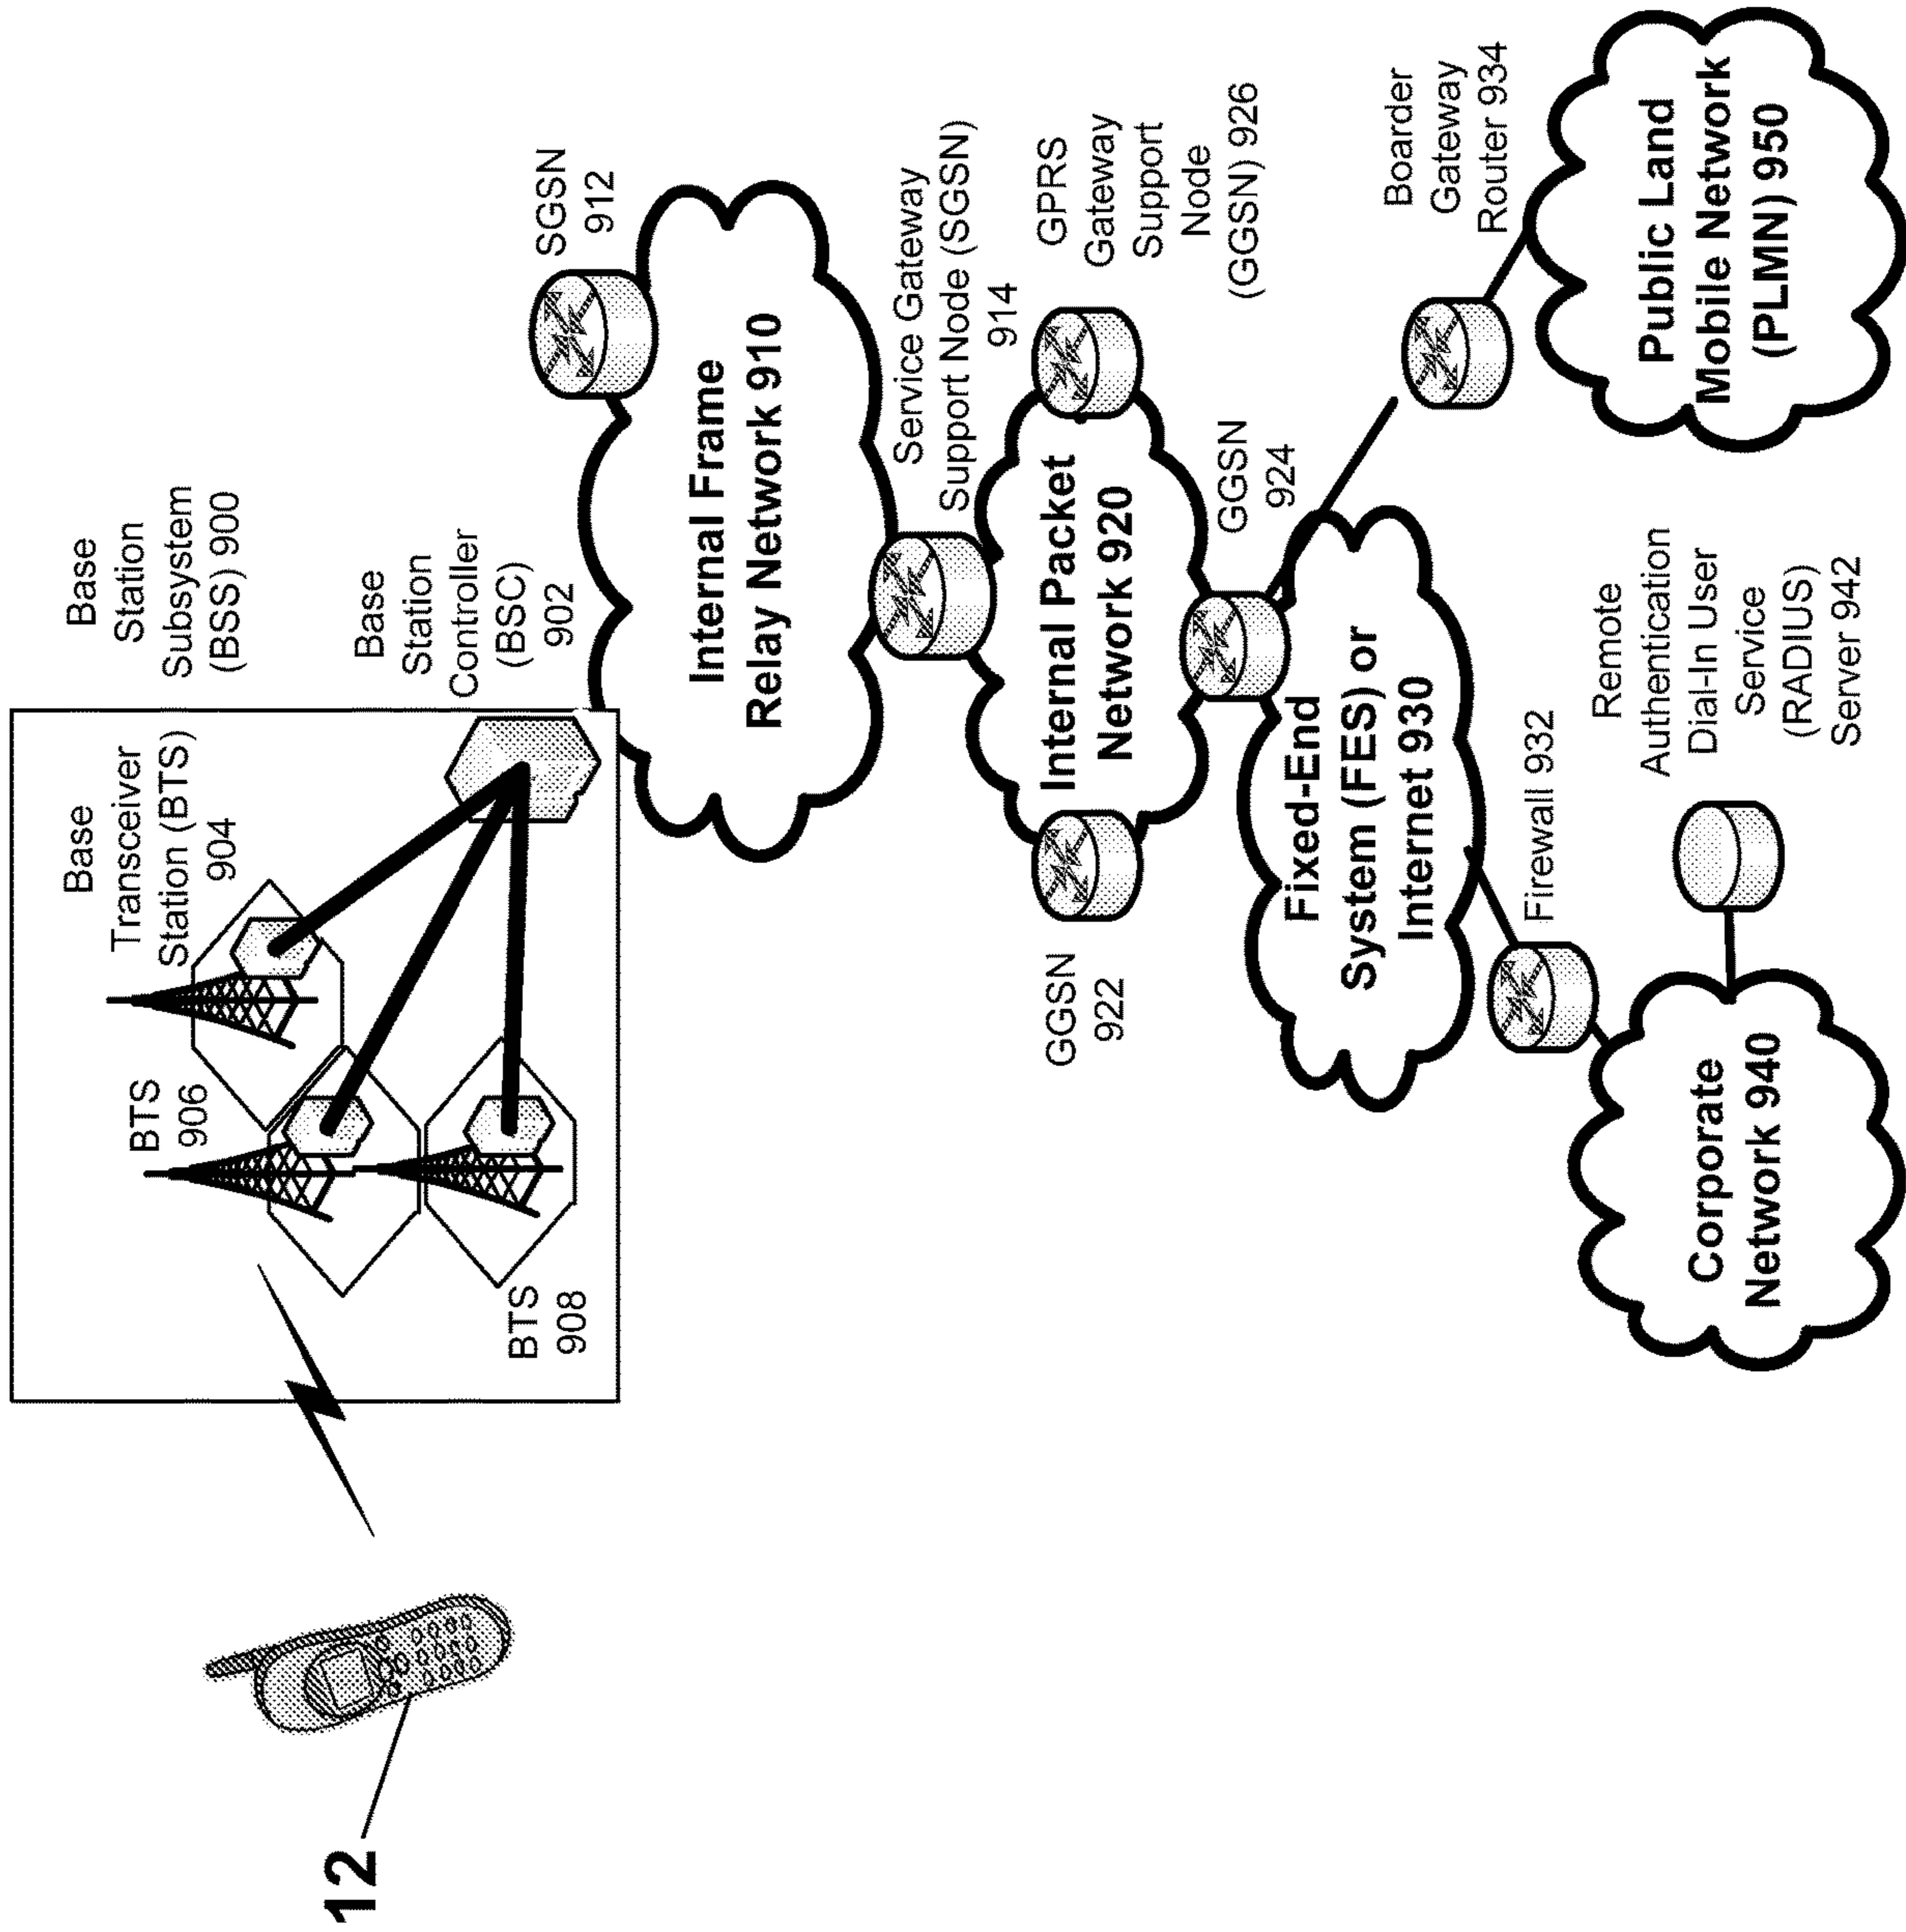 Base
Station
Subsystem
(BSS) 900
Base
Transceiver
Station (BTS)
904
BTS
906
BTS
908
Base
Station
Controller
(BSC)
902
12
SGSN
912
Internal Frame
Relay Network 910
Service Gateway
Support Node (SGSN)
914
GPRS
Gateway
Support
Node
(GGSN) 926
Internal Packet
Network 920
GGSN
922
GGSN
924
Fixed-End
System (FES) or
Internet 930
Boarder
Gateway
Router 934
Public Land
Mobile Network
(PLMN) 950
Firewall 932
Remote
Authentication
Dial-In User
Service
(RADIUS)
Server 942
Corporate
Network 940